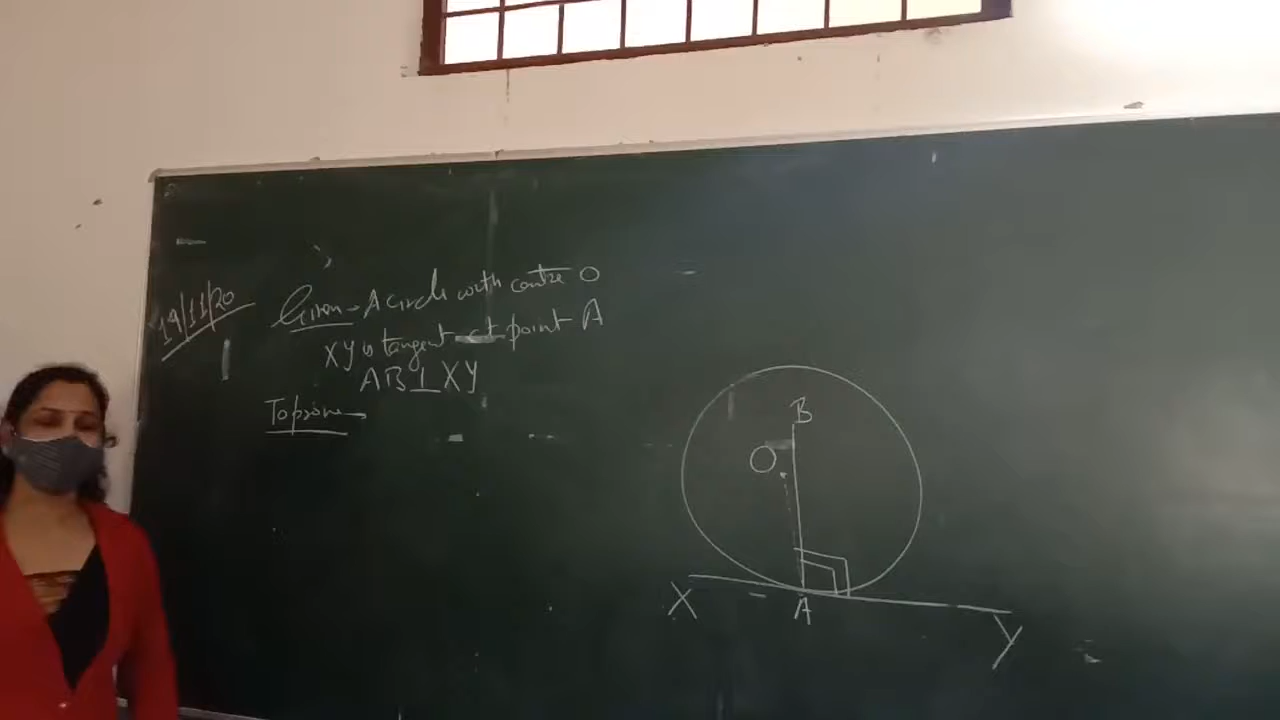 19/11/20
Given → A circle with centre O
XY is tangent at point A
AB ⊥ XY
To prove →
B
O
X
A
Y